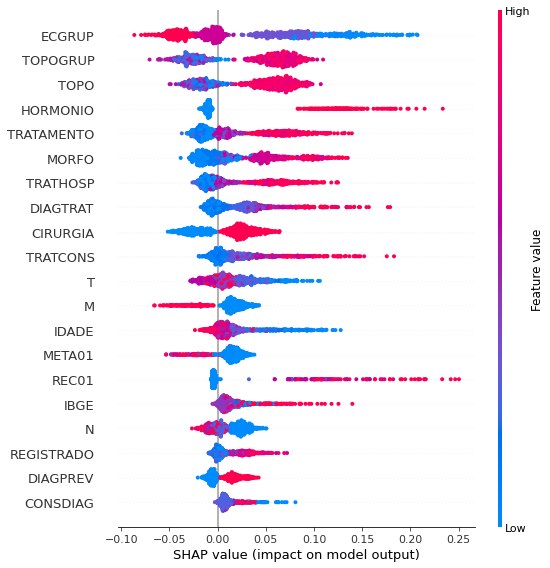 High
ECGRUP
TOPOGRUP
TOPO
HORMONIO
TRATAMENTO
MORFO
TRATHOSP
DIAGTRAT
CIRURGIA
TRATCONS
T
M
IDADE
META01
REC01
IBGE
N
REGISTRADO
DIAGPREV
CONSDIAG
Feature value
Low
−0.10 −0.05 0.00 0.05 0.10 0.15 0.20 0.25
SHAP value (impact on model output)